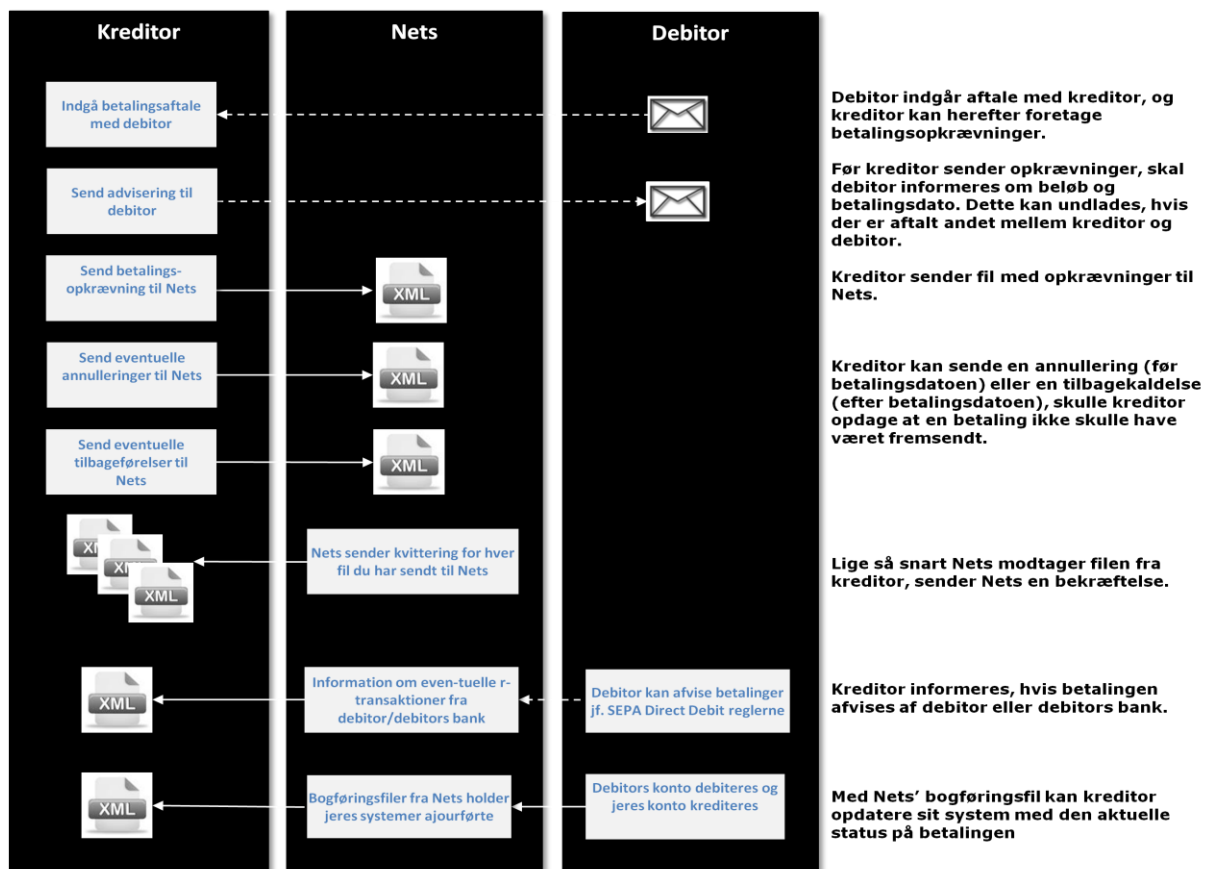 Kreditor
Nets
Debitor
Indgå betalingsaftale
med debitor
Debitor indgår aftale med kreditor, og
kreditor kan herefter foretage
betalingsopkrævninger.
Send advisering til
debitor
Før kreditor sender opkrævninger, skal
debitor informeres om beløb og
betalingsdato. Dette kan undlades, hvis
der er aftalt andet mellem kreditor og
debitor.
Send betalings-
opkrævning til Nets
XML
Kreditor sender fil med opkrævninger til
Nets.
Send eventuelle
annulleringer til Nets
XML
Kreditor kan sende en annullering (før
betalingsdatoen) eller en tilbagekaldelse
(efter betalingsdatoen), skulle kreditor
opdage at en betaling ikke skulle have
været fremsendt.
Send eventuelle
tilbageførelser til
Nets
XML
XML
XML
XML
Nets sender kvittering for hver
fil du har sendt til Nets
Lige så snart Nets modtager filen fra
kreditor, sender Nets en bekræftelse.
XML
Information om even-tuelle r-
transaktioner fra
debitor/debitors bank
Debitor kan afvise betalinger
jf. SEPA Direct Debit reglerne
Kreditor informeres, hvis betalingen
afvises af debitor eller debitors bank.
XML
Bogføringsfiler fra Nets holder
jeres systemer ajourførte
Debitors konto debiteres og
jeres konto krediteres
Med Nets’ bogføringsfil kan kreditor
opdatere sit system med den aktuelle
status på betalingen